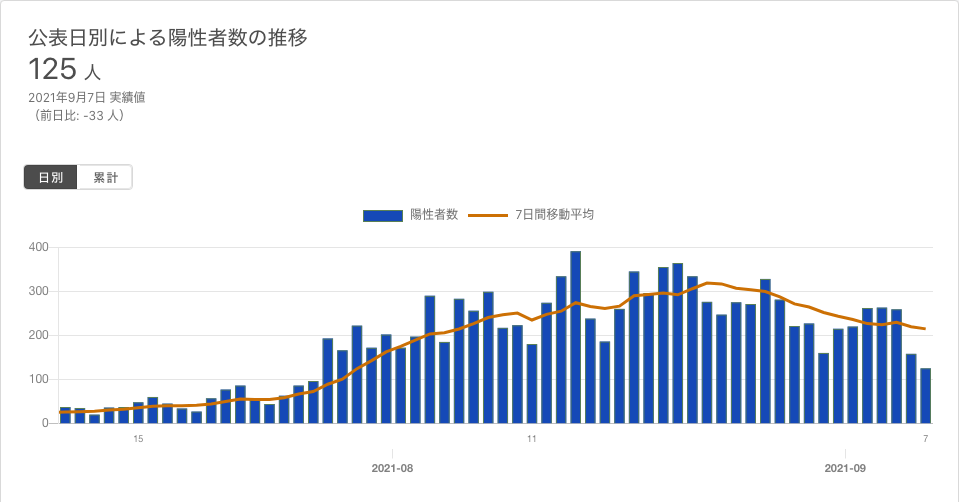 公表日別による陽性者数の推移
125 人
2021年9月7日 実績値
（前日比: -33 人）
日別 累計
陽性者数 7日間移動平均
400
300
200
100
0
15 11 7
2021-08 2021-09